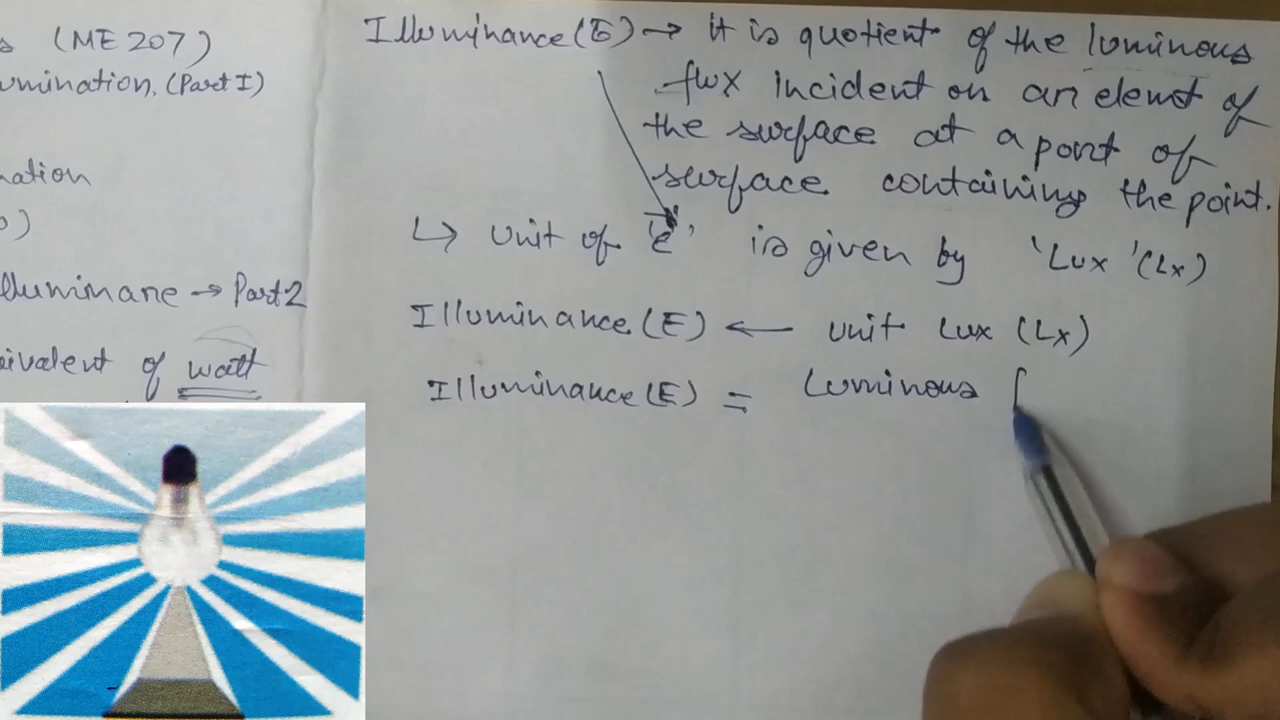 (ME 207)
umination, (Part I)
nation
lluminane → Part 2
ivalent of watt
Illuminance (E) → it is quotient of the luminous
flux incident on an elemst of
the surface at a point of
surface containing the point.
↳ Unit of 'E' is given by 'Lux' (Lx)
Illuminance (E) ← unit Lux (Lx)
Illuminance (E) = Luminous f